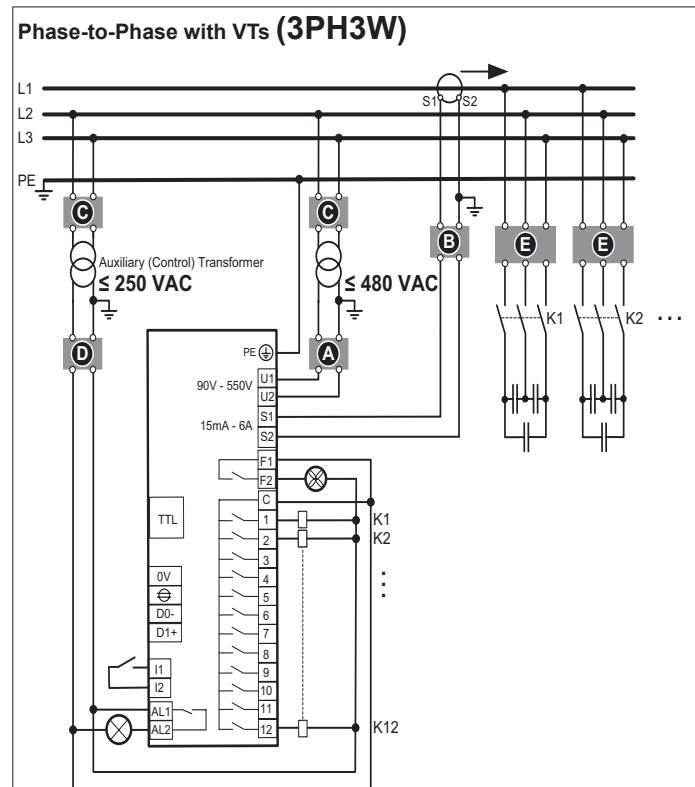 Phase-to-Phase with VTs (3PH3W)
L1
S1 S2
L2
L3
PE
C C B E E
Auxiliary (Control) Transformer
≤ 250 VAC
≤ 480 VAC
K1 K2 ...
D A
PE
90V - 550V
U1
U2
15mA - 6A
S1
S2
F1
F2
C
TTL
1 K1
2 K2
3
0V
4
5
D0-
6
D1+
7
8
I1
9
I2
10
AL1
11
AL2
12 K12